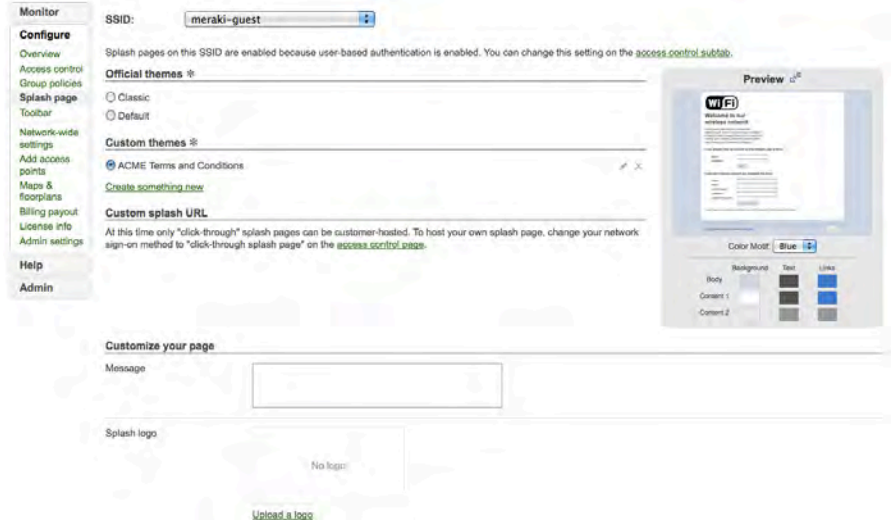 Monitor
Configure
Overview
Access control
Group policies
Splash page
Toolbar
Network-wide
settings
Add access
points
Maps &
floorplans
Billing payout
License info
Admin settings
Help
Admin
SSID: meraki-guest
Splash pages on this SSID are enabled because user-based authentication is enabled. You can change this setting on the access control subtab.
Official themes *
Classic
Default
Custom themes *
ACME Terms and Conditions
Create something new
Custom splash URL
At this time only "click-through" splash pages can be customer-hosted. To host your own splash page, change your network
sign-on method to "click-through splash page" on the access control page.
Preview
WiFi
Welcome to our
wireless network
Color Motif: Blue
Background Text Links
Body
Content 1
Content 2
Customize your page
Message
Splash logo
No logo
Upload a logo